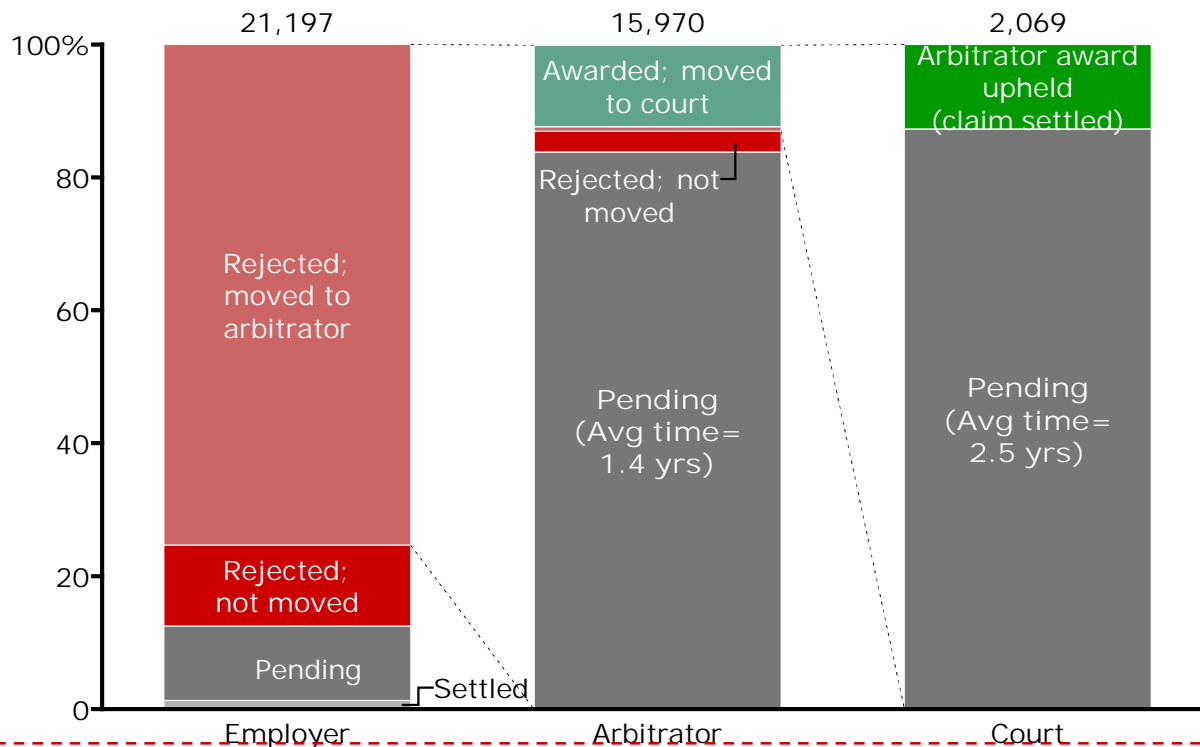 21,197
15,970
2,069
100%
80
60
40
20
0
Rejected;
moved to
arbitrator
Rejected;
not moved
Pending
Settled
Awarded; moved
to court
Rejected; not
moved
Pending
(Avg time=
1.4 yrs)
Arbitrator award
upheld
(claim settled)
Pending
(Avg time=
2.5 yrs)
Employer
Arbitrator
Court